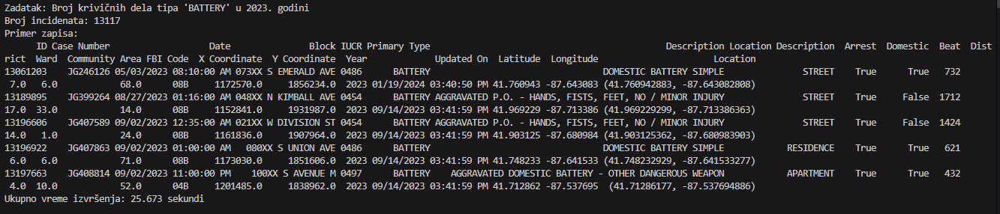 Zadatak: Broj krivičnih dela tipa 'BATTERY' u 2023. godini
Broj incidenata: 13117
Primer zapisa:
ID Case Number Date Block IUCR Primary Type Description Location Description Arrest Domestic Beat Dist
rict Ward Community Area FBI Code X Coordinate Y Coordinate Year Updated On Latitude Longitude Location
13061203 JG246126 05/03/2023 08:10:00 AM 073XX S EMERALD AVE 0486 BATTERY DOMESTIC BATTERY SIMPLE STREET True True 732
7.0 6.0 68.0 08B 1172570.0 1856234.0 2023 01/19/2024 03:40:50 PM 41.760943 -87.643083 (41.760942883, -87.643082808)
13189895 JG399264 08/27/2023 01:16:00 AM 048XX N KIMBALL AVE 0454 BATTERY AGGRAVATED P.O. - HANDS, FISTS, FEET, NO / MINOR INJURY STREET True False 1712
17.0 33.0 14.0 08B 1152841.0 1931987.0 2023 09/14/2023 03:41:59 PM 41.969229 -87.713386 (41.969229299, -87.713386363)
13196606 JG407589 09/02/2023 12:35:00 AM 021XX W DIVISION ST 0454 BATTERY AGGRAVATED P.O. - HANDS, FISTS, FEET, NO / MINOR INJURY STREET True False 1424
14.0 1.0 24.0 08B 1161836.0 1907964.0 2023 09/14/2023 03:41:59 PM 41.903125 -87.680984 (41.903125362, -87.680983903)
13196922 JG407863 09/02/2023 01:00:00 AM 080XX S UNION AVE 0486 BATTERY DOMESTIC BATTERY SIMPLE RESIDENCE True True 621
6.0 6.0 71.0 08B 1173030.0 1851606.0 2023 09/14/2023 03:41:59 PM 41.748233 -87.641533 (41.748232929, -87.641533277)
13197663 JG408814 09/02/2023 11:00:00 PM 100XX S AVENUE M 0497 BATTERY AGGRAVATED DOMESTIC BATTERY - OTHER DANGEROUS WEAPON APARTMENT True True 432
4.0 10.0 52.0 04B 1201485.0 1838962.0 2023 09/14/2023 03:41:59 PM 41.712862 -87.537695 (41.71286177, -87.537694886)
Ukupno vreme izvršenja: 25.673 sekundi